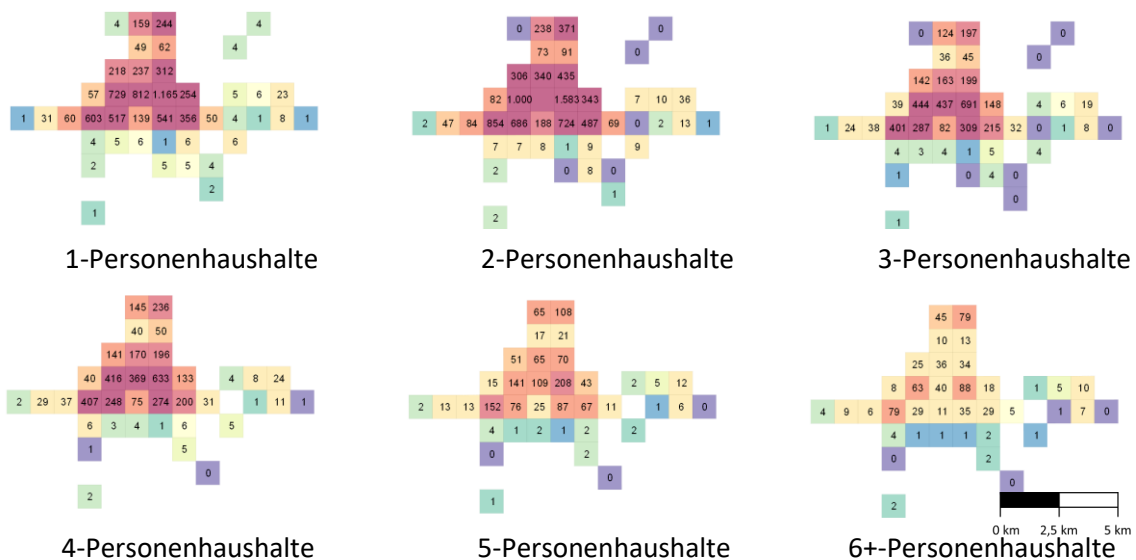 4 159 244 4
49 62 4
218 237 312
57 729 812 1.165 254 5 6 23
1 31 60 603 517 139 541 356 50 4 1 8 1
4 5 6 1 6 6
2 5 5 4
2
1
1-Personenhaushalte
0 238 371 0
73 91 0
306 340 435
82 1.000 1.583 343 7 10 36
2 47 84 854 686 188 724 487 69 0 2 13 1
7 7 8 1 9 9
2 0 8 0
1
2
2-Personenhaushalte
0 124 197 0
36 45 0
142 163 199
39 444 437 691 148 4 6 19
1 24 38 401 287 82 309 215 32 0 1 8 0
4 3 4 1 5 4
1 0 4 0
0
1
3-Personenhaushalte
145 236
40 50
141 170 196
40 416 369 633 133 4 8 24
2 29 37 407 248 75 274 200 31 1 11 1
6 3 4 1 6 5
1 5
0
2
4-Personenhaushalte
65 108
17 21
51 65 70
15 141 109 208 43 2 5 12
2 13 13 152 76 25 87 67 11 1 6 0
4 1 2 1 2 2
0 2
0
1
5-Personenhaushalte
45 79
10 13
25 36 34
8 63 40 88 18 1 5 10
4 9 6 79 29 11 35 29 5 1 7 0
4 1 1 1 2 1
0 2
0
2
0 km 2,5 km 5 km
6+-Personenhaushalte